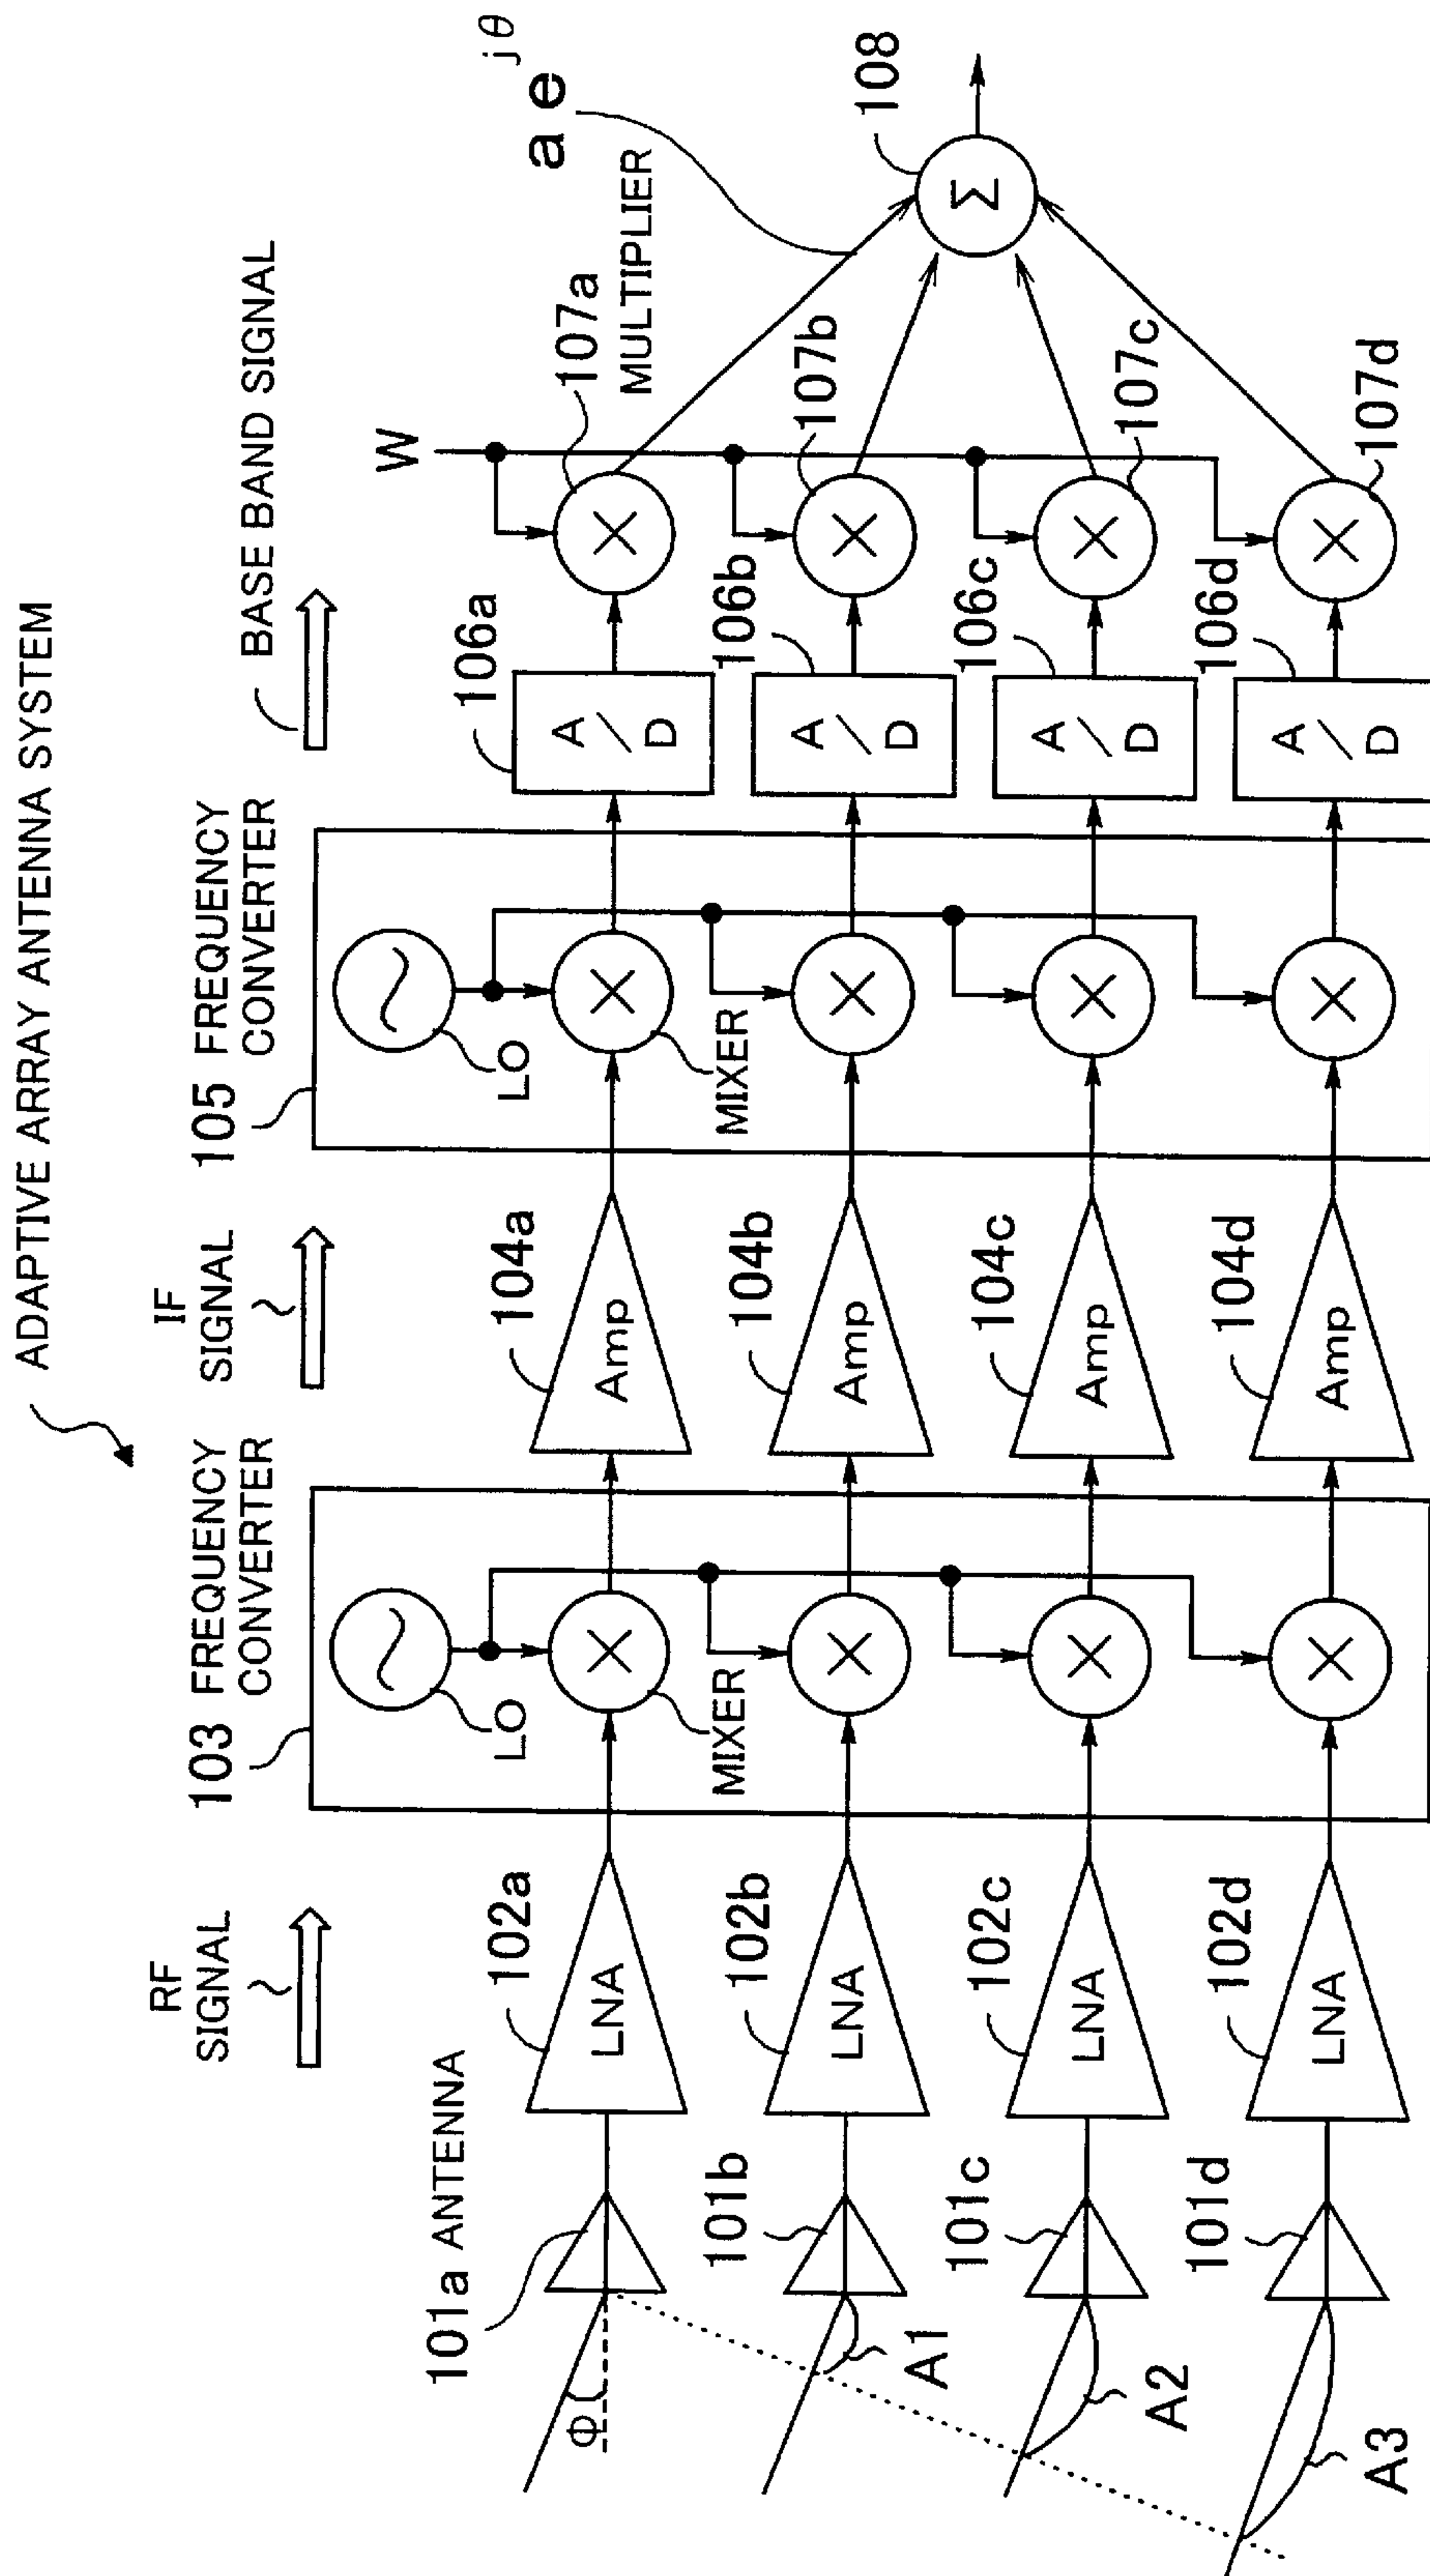 ADAPTIVE ARRAY ANTENNA SYSTEM
RF
SIGNAL
IF
SIGNAL
BASE BAND SIGNAL
103 FREQUENCY
CONVERTER
105 FREQUENCY
CONVERTER
W
a e jθ
LO
LO
101a ANTENNA
102a
104a
106a
107a
MULTIPLIER
Φ
LNA
×
Amp
×
A/D
×
MIXER
MIXER
101b
102b
104b
106b
107b
108
A1
LNA
×
Amp
×
A/D
×
Σ
101c
102c
104c
106c
107c
A2
LNA
×
Amp
×
A/D
×
101d
102d
104d
106d
107d
A3
LNA
×
Amp
×
A/D
×